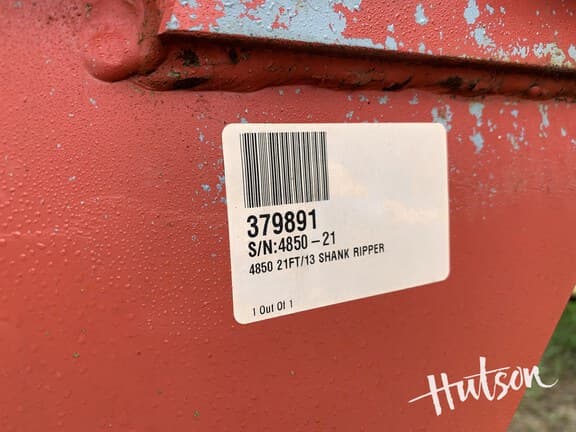 379891
S/N:4850-21
4850 21FT/13 SHANK RIPPER
1 Out Of 1
Hutson